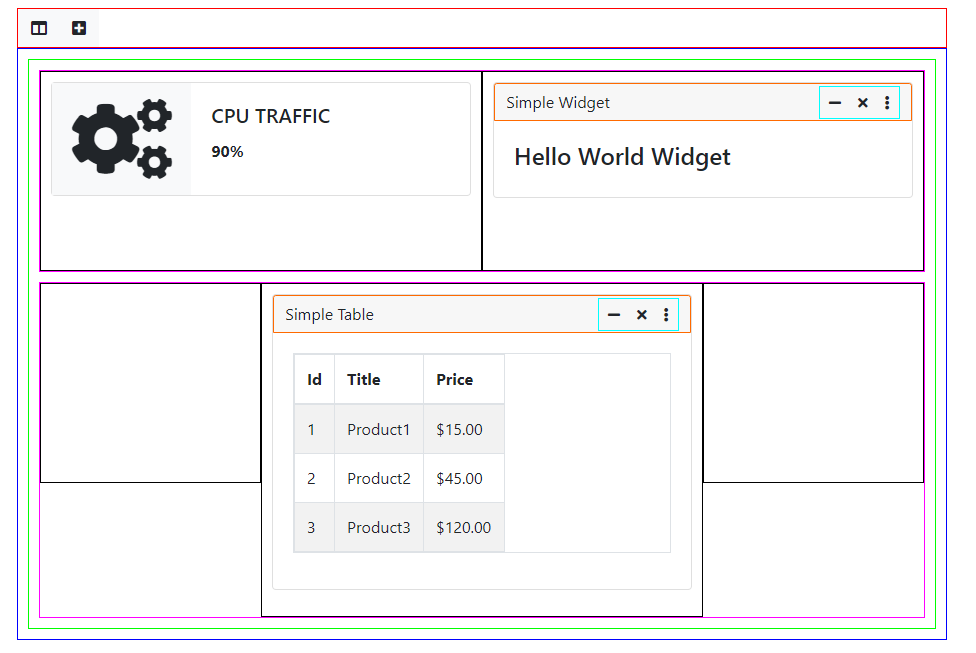 CPU TRAFFIC
90%
Simple Widget
Hello World Widget
Simple Table
Id Title Price
1 Product1 $15.00
2 Product2 $45.00
3 Product3 $120.00